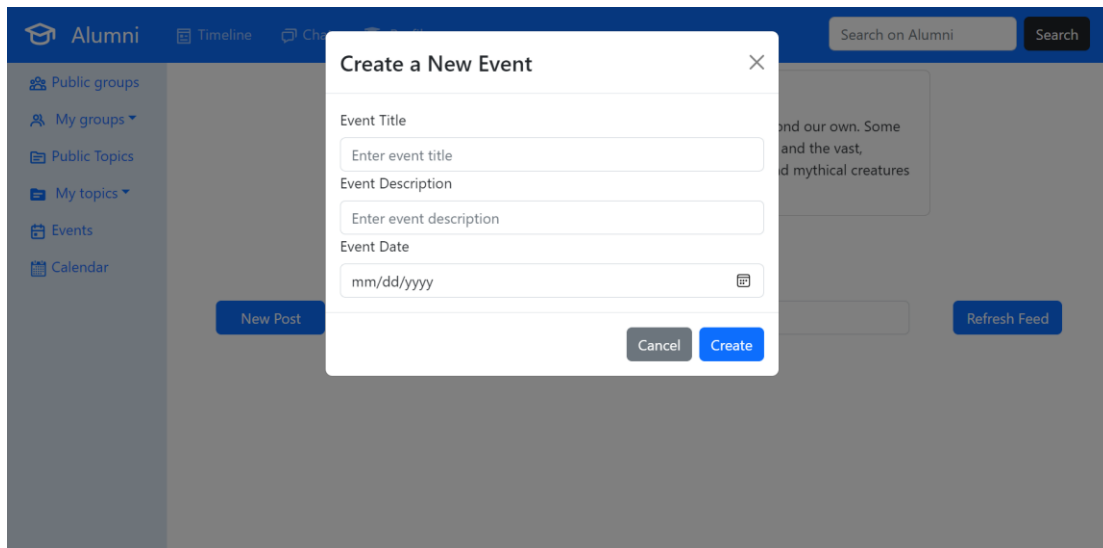 Alumni
Timeline
Search on Alumni
Search
Public groups
My groups
Public Topics
My topics
Events
Calendar
Create a New Event
Event Title
Enter event title
Event Description
Enter event description
Event Date
mm/dd/yyyy
Cancel
Create
our own. Some
and the vast,
mythical creatures
New Post
Refresh Feed